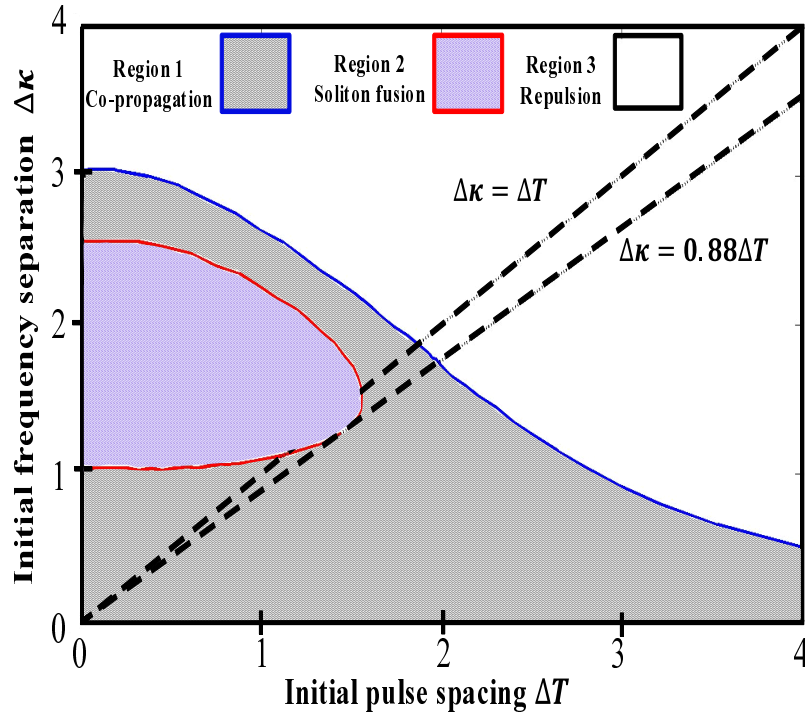 4
Region 1
Co-propagation
Region 2
Soliton fusion
Region 3
Repulsion
Δκ = ΔT
Δκ = 0.88ΔT
Initial frequency separation Δκ
3
2
1
0
0 1 2 3 4
Initial pulse spacing ΔT